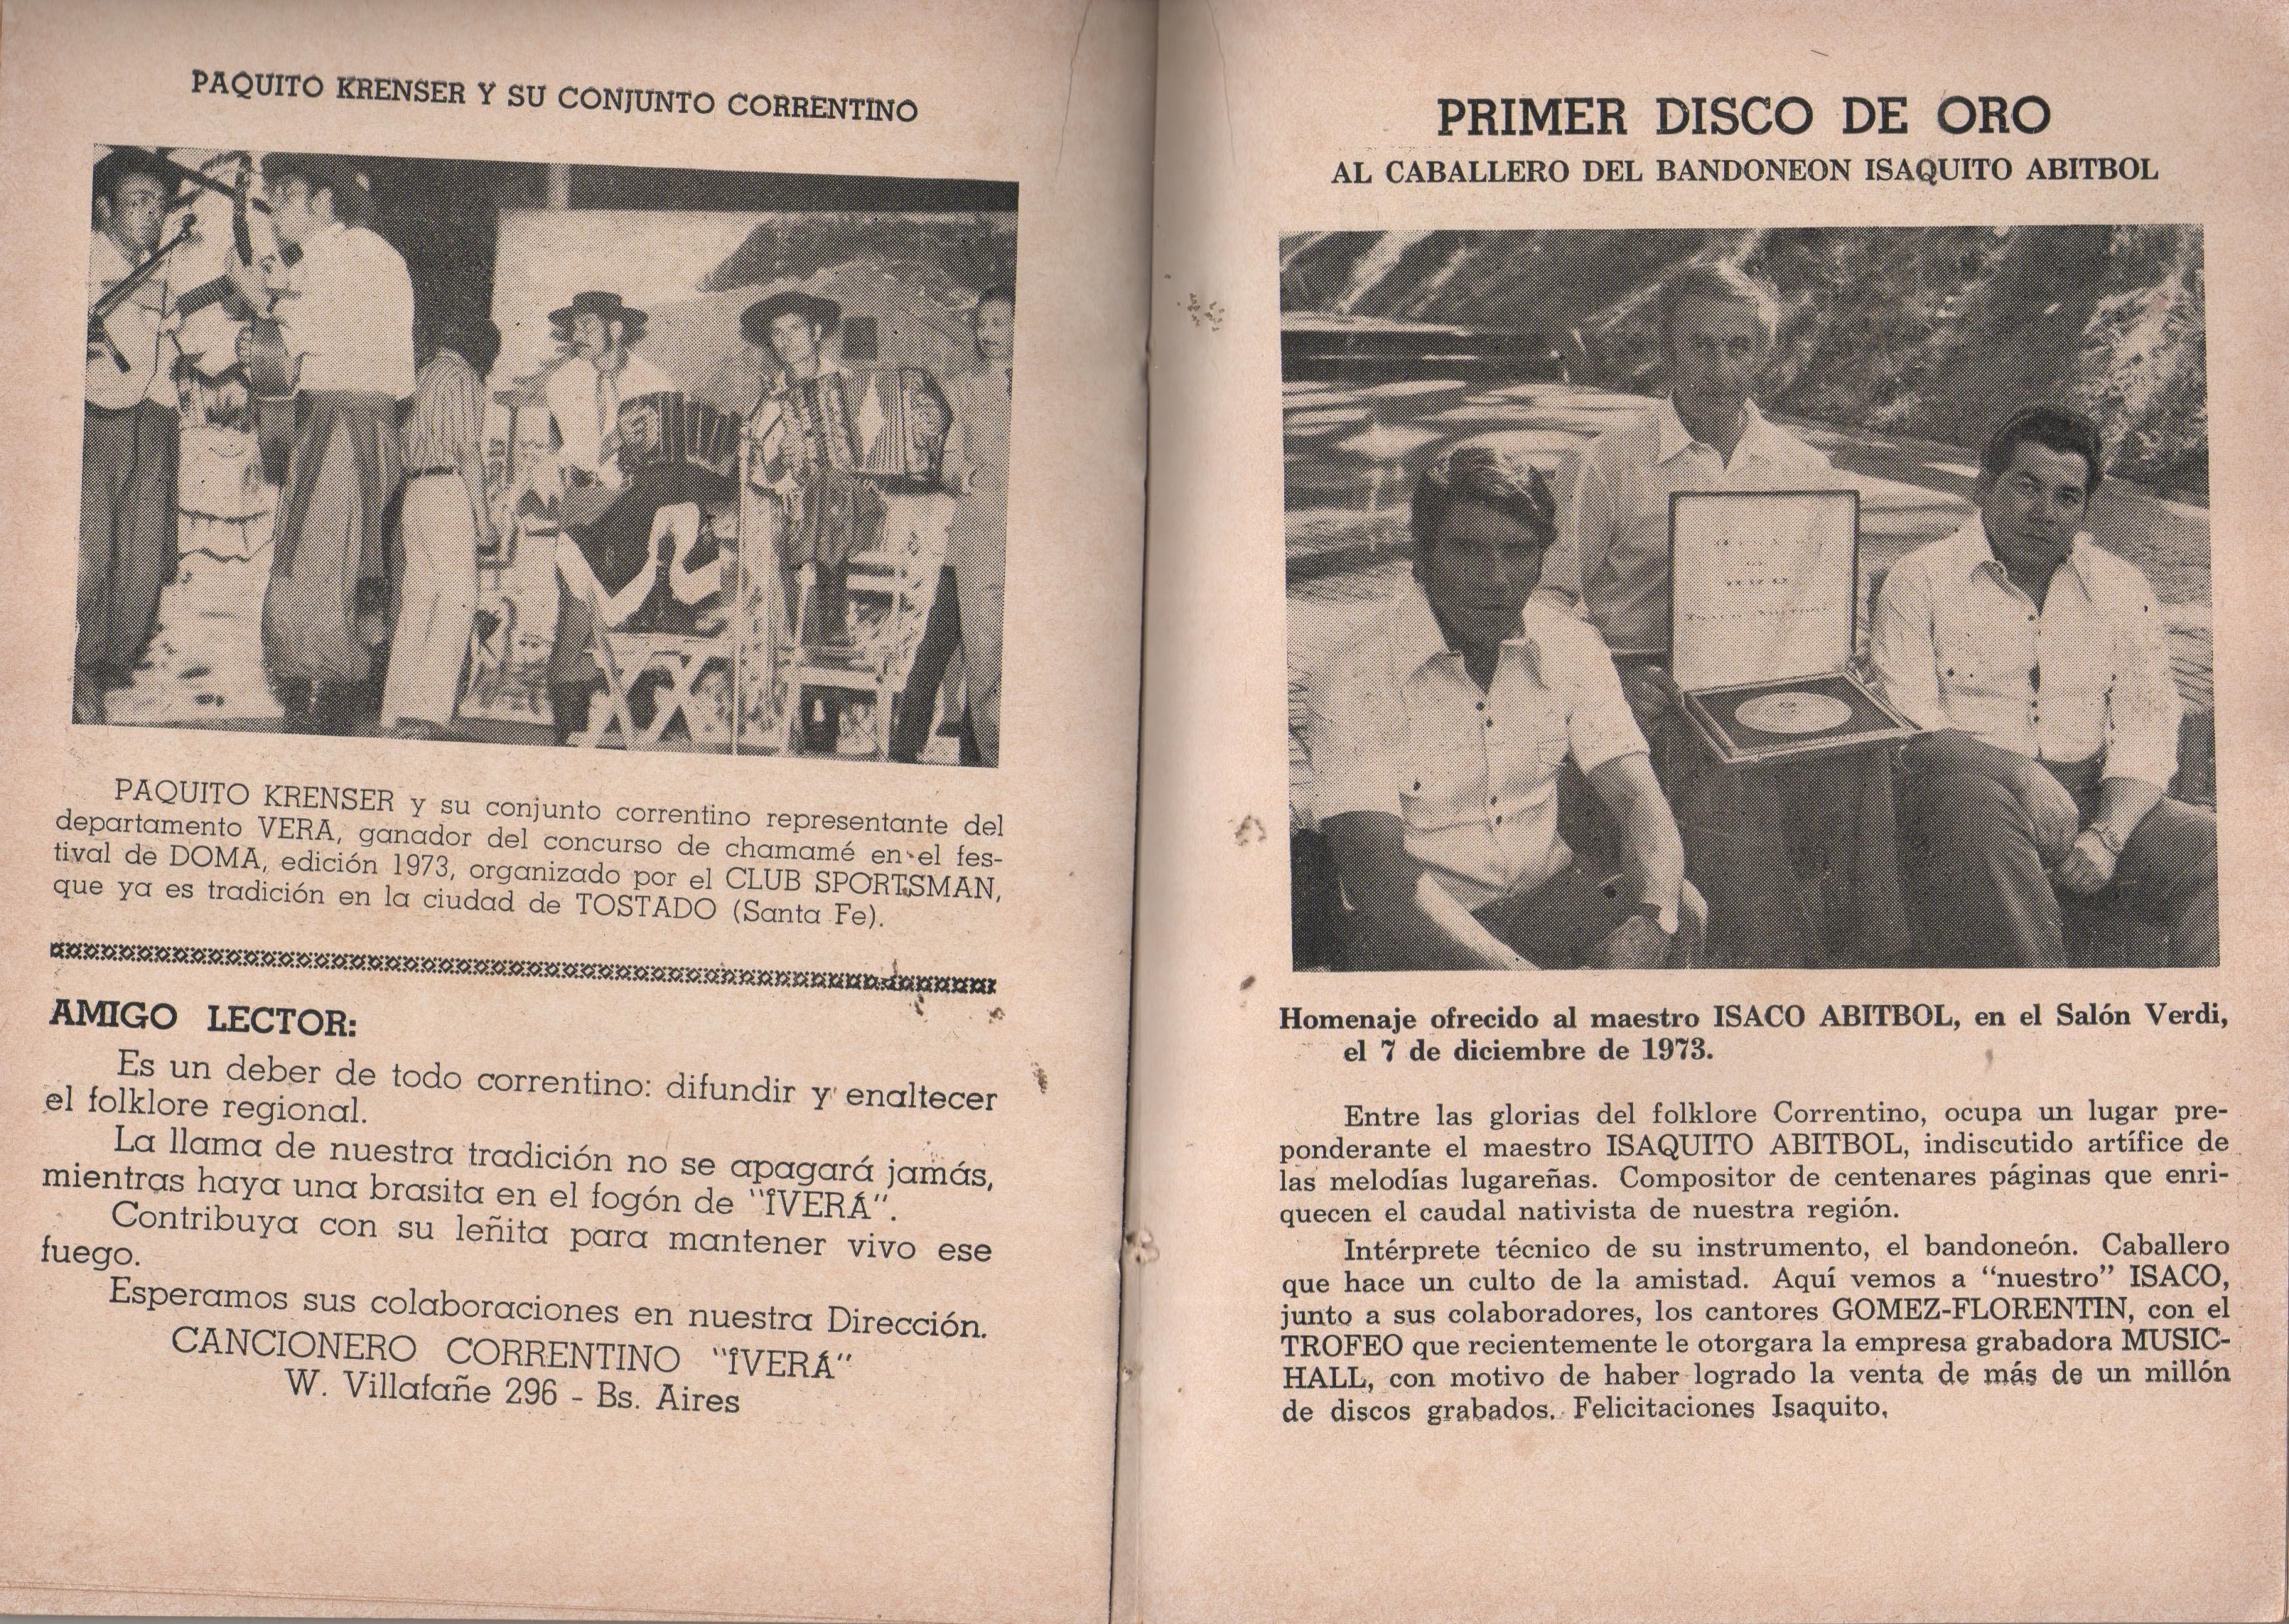 PAQUITO KRENSER Y SU CONJUNTO CORRENTINO
PAQUITO KRENSER y su conjunto correntino representante del
departamento VERA, ganador del concurso de chamamé en el fes-
tival de DOMA, edición 1973, organizado por el CLUB SPORTSMAN,
que ya es tradición en la ciudad de TOSTADO (Santa Fe).
AMIGO LECTOR:
Es un deber de todo correntino: difundir y enaltecer
el folklore regional.
La llama de nuestra tradición no se apagará jamás,
mientras haya una brasita en el fogón de "ÎVERÁ".
Contribuya con su leñita para mantener vivo ese
fuego.
Esperamos sus colaboraciones en nuestra Dirección.
CANCIONERO CORRENTINO "ÎVERÁ"
W. Villafañe 296 - Bs. Aires
PRIMER DISCO DE ORO
AL CABALLERO DEL BANDONEON ISAQUITO ABITBOL
Homenaje ofrecido al maestro ISACO ABITBOL, en el Salón Verdi,
el 7 de diciembre de 1973.
Entre las glorias del folklore Correntino, ocupa un lugar pre-
ponderante el maestro ISAQUITO ABITBOL, indiscutido artífice de
las melodías lugareñas. Compositor de centenares páginas que enri-
quecen el caudal nativista de nuestra región.
Intérprete técnico de su instrumento, el bandoneón. Caballero
que hace un culto de la amistad. Aquí vemos a "nuestro" ISACO,
junto a sus colaboradores, los cantores GOMEZ-FLORENTIN, con el
TROFEO que recientemente le otorgara la empresa grabadora MUSIC-
HALL, con motivo de haber logrado la venta de más de un millón
de discos grabados. Felicitaciones Isaquito.